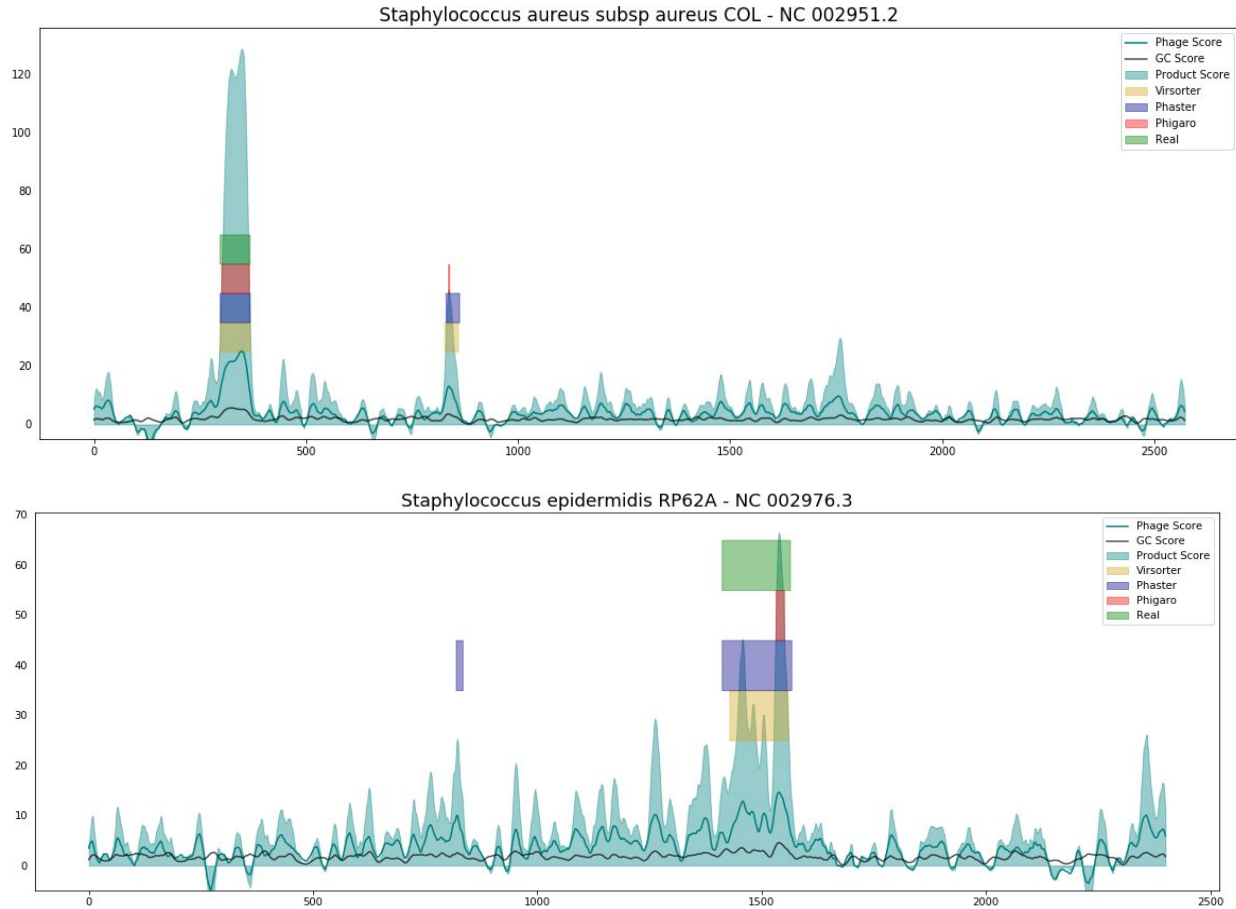 Staphylococcus aureus subsp aureus COL - NC 002951.2
Phage Score
GC Score
Product Score
Virsorter
Phaster
Phigaro
Real
120
100
80
60
40
20
0
0 500 1000 1500 2000 2500
Staphylococcus epidermidis RP62A - NC 002976.3
Phage Score
GC Score
Product Score
Virsorter
Phaster
Phigaro
Real
70
60
50
40
30
20
10
0
0 500 1000 1500 2000 2500